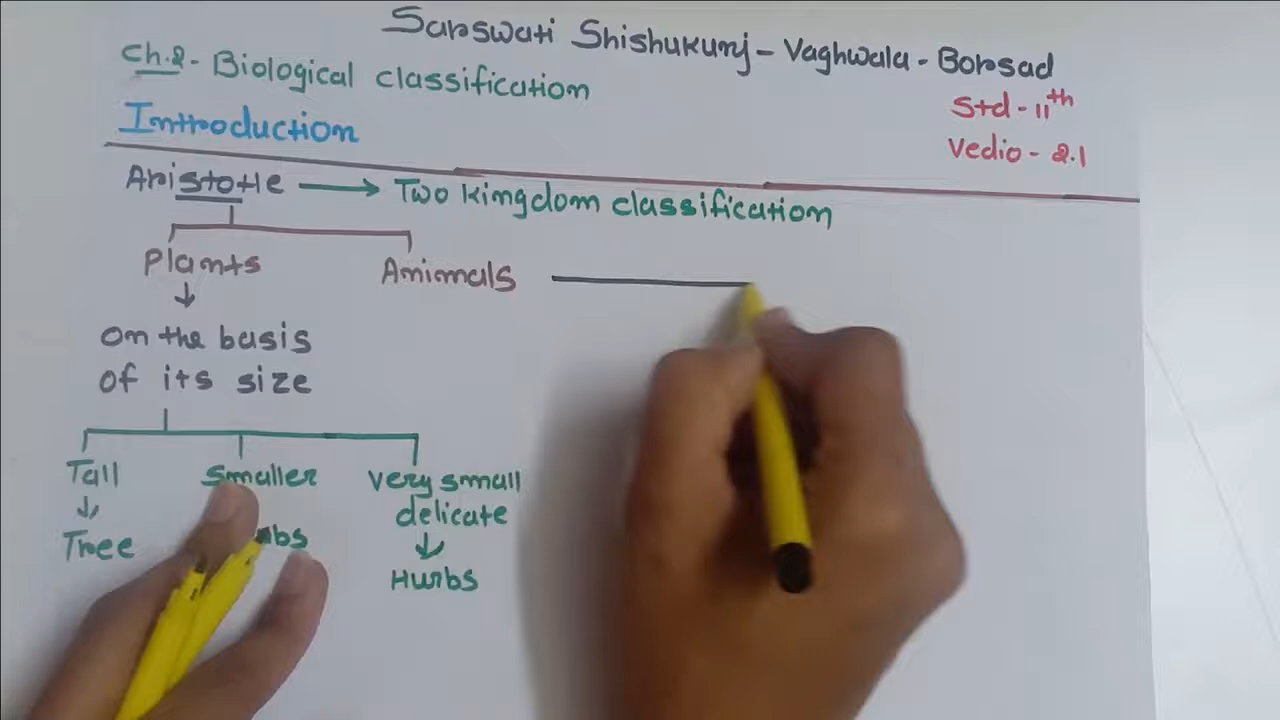 Sarswati Shishukunj - Vaghwala - Borsad
Ch.2 - Biological classification
Std - 11th
Introduction
Vedio - 2.1
Aristotle → Two kingdom classification
Plants Animals
↓
on the basis
of its size
Tall Smaller very small
↓ delicate
Tree ↓
Hurbs